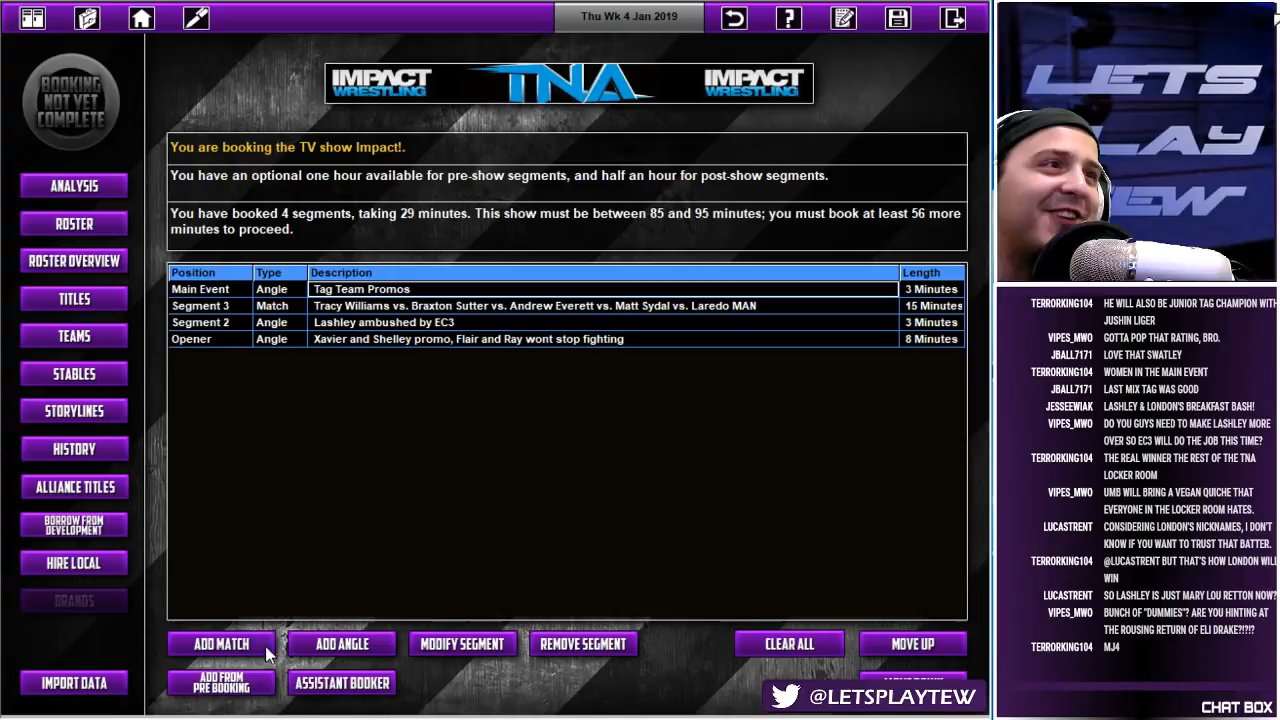 Thu Wk 4 Jan 2019
BOOKING
NOT YET
COMPLETE
ANALYSIS
ROSTER
ROSTER OVERVIEW
TITLES
TEAMS
STABLES
STORYLINES
HISTORY
ALLIANCE TITLES
BORROW FROM
DEVELOPMENT
HIRE LOCAL
BRANDS
IMPORT DATA
IMPACT
WRESTLING
TNA
IMPACT
WRESTLING
You are booking the TV show Impact!.
You have an optional one hour available for pre-show segments, and half an hour for post-show segments.
You have booked 4 segments, taking 29 minutes. This show must be between 85 and 95 minutes; you must book at least 56 more
minutes to proceed.
Position Type Description Length
Main Event Angle Tag Team Promos 3 Minutes
Segment 3 Match Tracy Williams vs. Braxton Sutter vs. Andrew Everett vs. Matt Sydal vs. Laredo MAN 15 Minutes
Segment 2 Angle Lashley ambushed by EC3 3 Minutes
Opener Angle Xavier and Shelley promo, Flair and Ray wont stop fighting 8 Minutes
ADD MATCH
ADD ANGLE
MODIFY SEGMENT
REMOVE SEGMENT
CLEAR ALL
MOVE UP
ADD FROM
PRE BOOKING
ASSISTANT BOOKER
@LETSPLAYTEW
LETS
PLAY
TEW
TERRORKING104 HE WILL ALSO BE JUNIOR TAG CHAMPION WITH
JUSHIN LIGER
VIPES_MWO GOTTA POP THAT RATING, BRO.
JBALL7171 LOVE THAT SWATLEY
TERRORKING104 WOMEN IN THE MAIN EVENT
JBALL7171 LAST MIX TAG WAS GOOD
JESSEEWIAK LASHLEY & LONDON'S BREAKFAST BASH!
VIPES_MWO DO YOU GUYS NEED TO MAKE LASHLEY MORE
OVER SO EC3 WILL DO THE JOB THIS TIME?
TERRORKING104 THE REAL WINNER THE REST OF THE TNA
LOCKER ROOM
VIPES_MWO UMB WILL BRING A VEGAN QUICHE THAT
EVERYONE IN THE LOCKER ROOM HATES.
LUCASTRENT CONSIDERING LONDON'S NICKNAMES, I DON'T
KNOW IF YOU WANT TO TRUST THAT BATTER.
TERRORKING104 @LUCASTRENT BUT THAT'S HOW LONDON WILL
WIN
LUCASTRENT SO LASHLEY IS JUST MARY LOU RETTON NOW?
VIPES_MWO BUNCH OF "DUMMIES"? ARE YOU HINTING AT
THE ROUSING RETURN OF ELI DRAKE?!?!?
TERRORKING104 MJ4
CHAT BOX